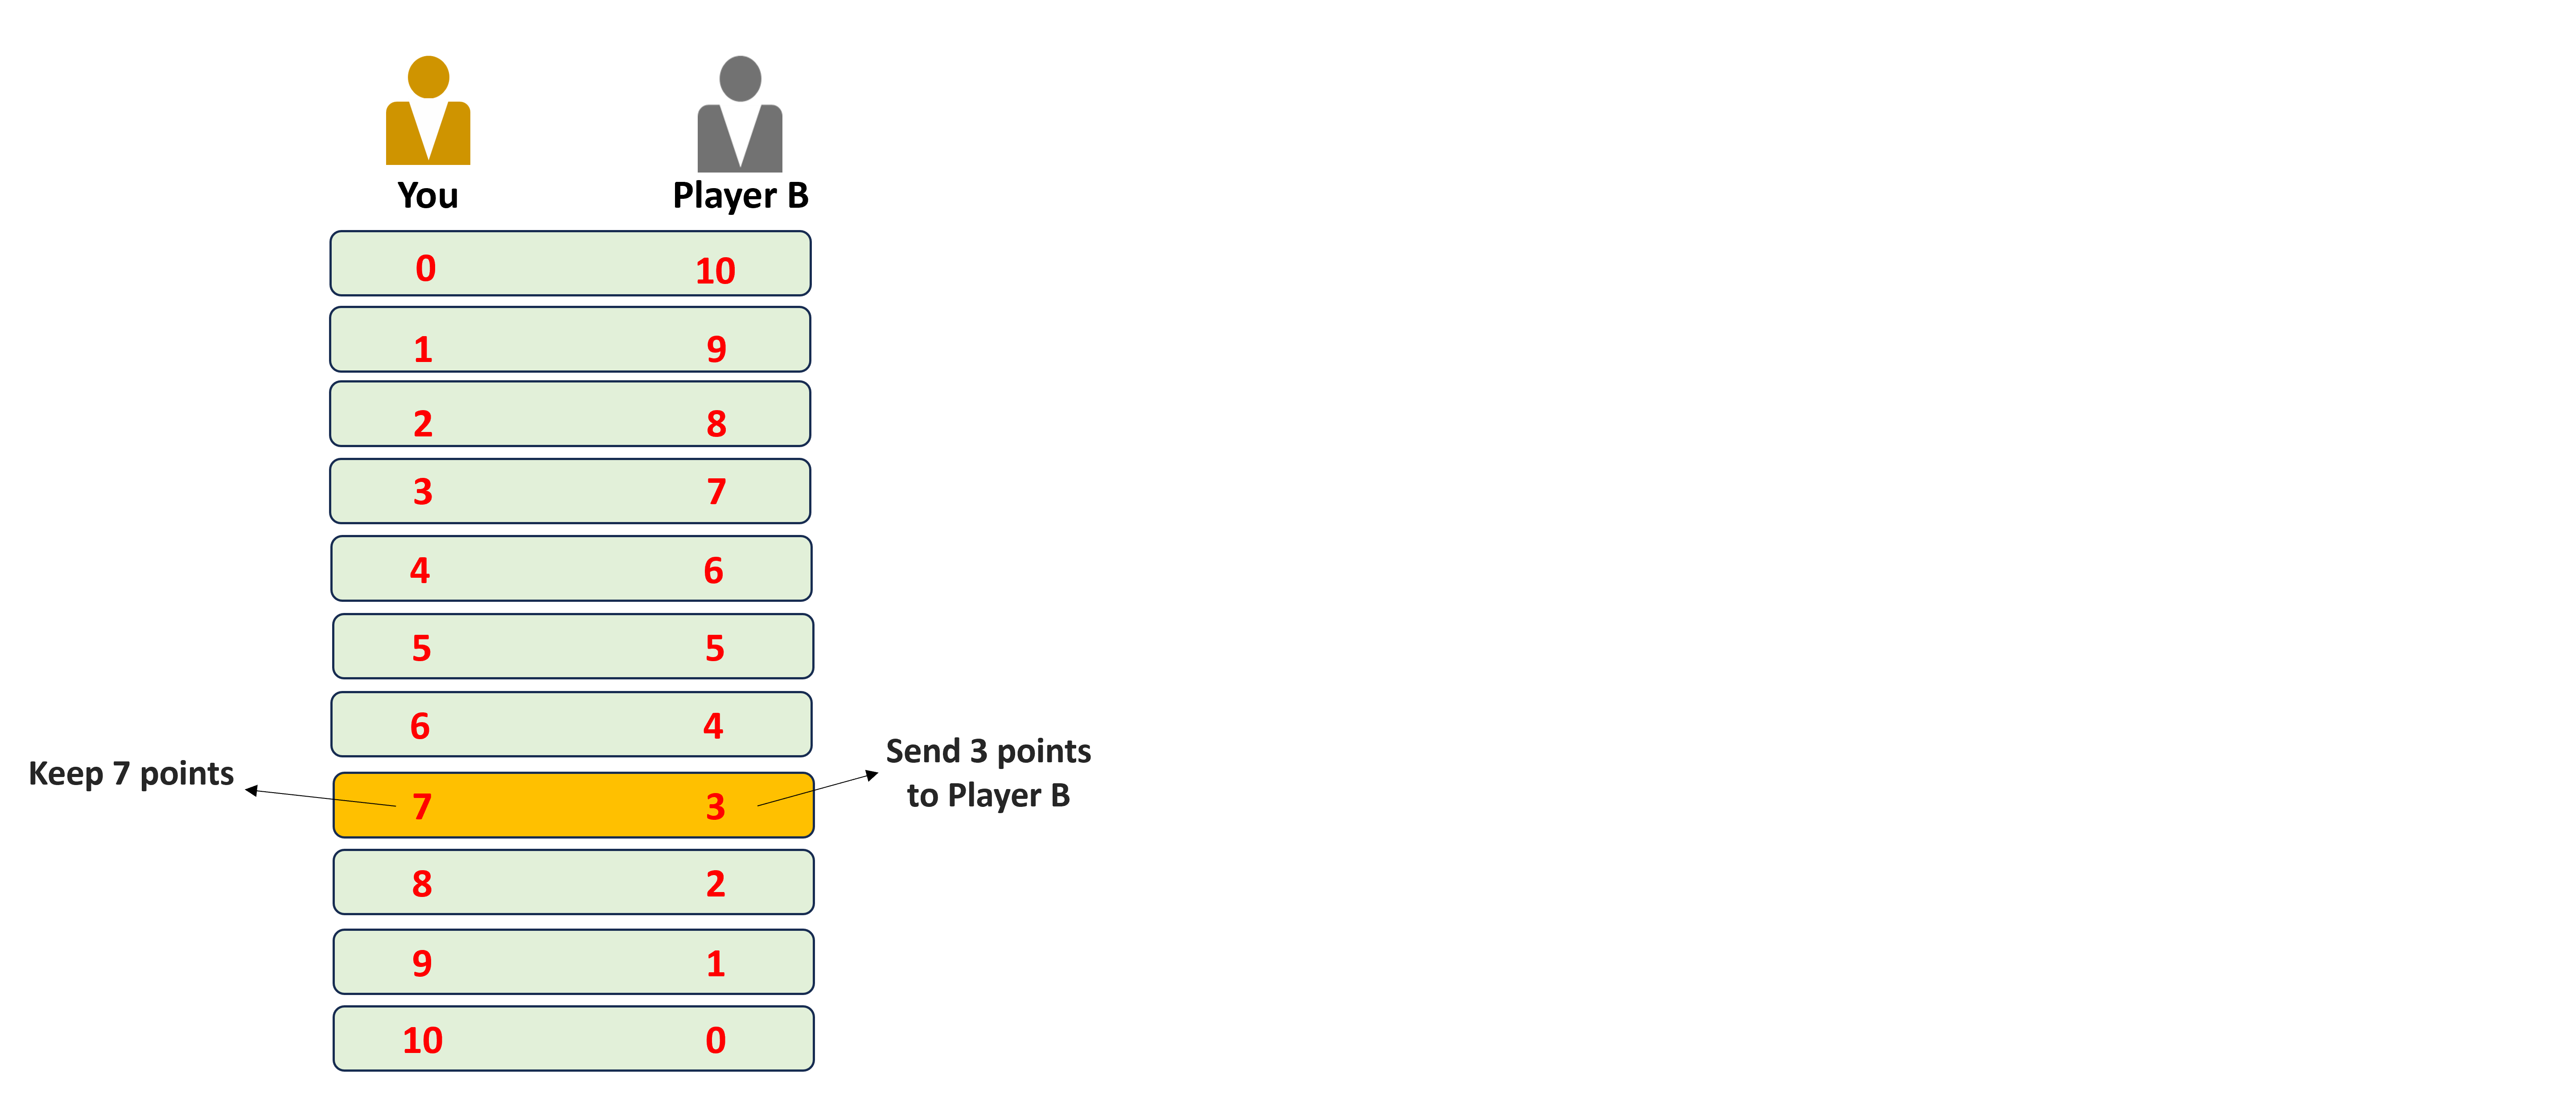 You Player B
0 10
1 9
2 8
3 7
4 6
5 5
6 4
Keep 7 points
7 3
Send 3 points
to Player B
8 2
9 1
10 0